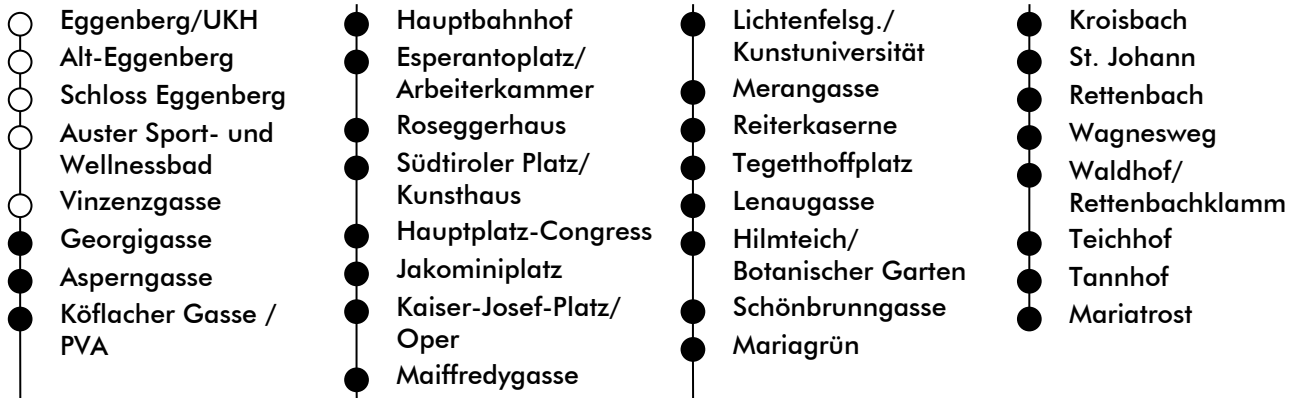 Eggenberg/UKH
Alt-Eggenberg
Schloss Eggenberg
Auster Sport- und
Wellnessbad
Vinzenzgasse
Georgigasse
Asperngasse
Köflacher Gasse /
PVA
Hauptbahnhof
Esperantoplatz/
Arbeiterkammer
Roseggerhaus
Südtiroler Platz/
Kunsthaus
Hauptplatz-Congress
Jakominiplatz
Kaiser-Josef-Platz/
Oper
Maiffredygasse
Lichtenfelsg./
Kunstuniversität
Merangasse
Reiterkaserne
Tegetthoffplatz
Lenaugasse
Hilmteich/
Botanischer Garten
Schönbrunngasse
Mariagrün
Kroisbach
St. Johann
Rettenbach
Wagnesweg
Waldhof/
Rettenbachklamm
Teichhof
Tannhof
Mariatrost